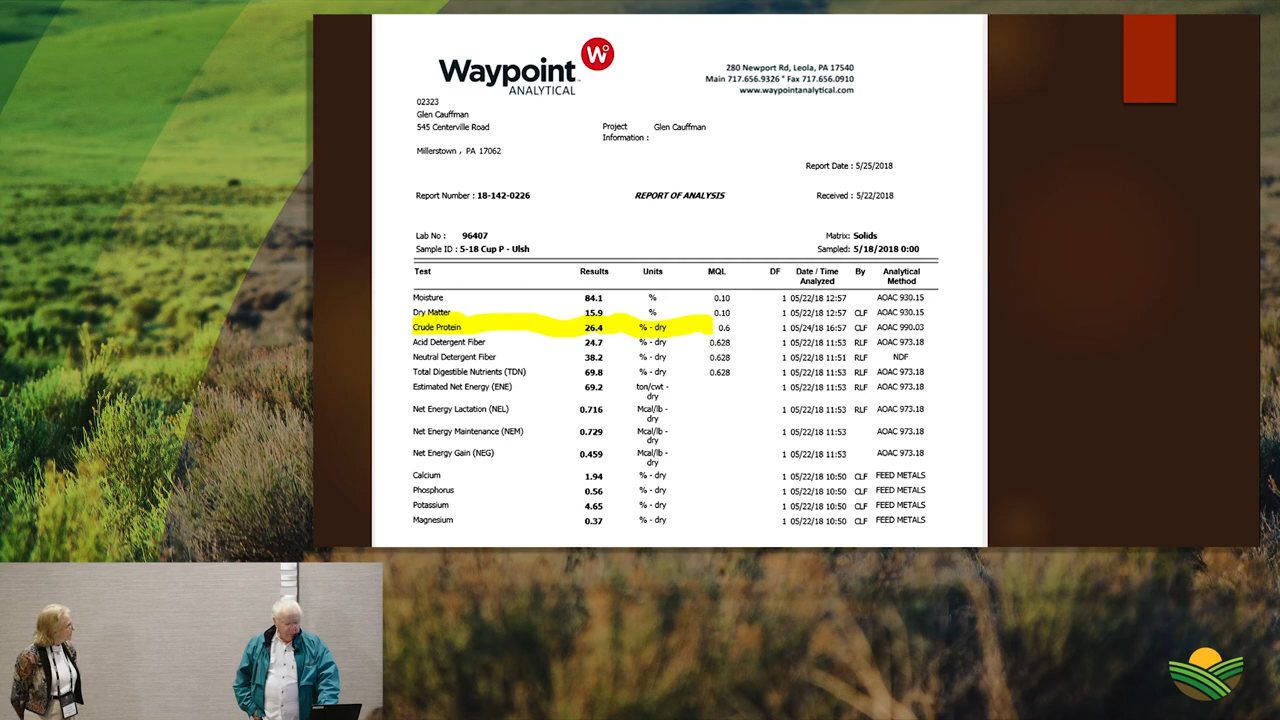 Waypoint
ANALYTICAL
W
280 Newport Rd, Leola, PA 17540
Main 717.656.9326 ° Fax 717.656.0910
www.waypointanalytical.com
02323
Glen Cauffman
545 Centerville Road
Millerstown , PA 17062
Project Information : Glen Cauffman
Report Date : 5/25/2018
Report Number : 18-142-0226 REPORT OF ANALYSIS Received : 5/22/2018
Lab No : 96407 Matrix: Solids
Sample ID : 5-18 Cup P - Ulsh Sampled: 5/18/2018 0:00
Test Results Units MQL DF Date / Time Analyzed By Analytical Method
Moisture 84.1 % 0.10 1 05/22/18 12:57 AOAC 930.15
Dry Matter 15.9 % 0.10 1 05/22/18 12:57 CLF AOAC 930.15
Crude Protein 26.4 % - dry 0.6 1 05/24/18 16:57 CLF AOAC 990.03
Acid Detergent Fiber 24.7 % - dry 0.628 1 05/22/18 11:53 RLF AOAC 973.18
Neutral Detergent Fiber 38.2 % - dry 0.628 1 05/22/18 11:51 RLF NDF
Total Digestible Nutrients (TDN) 69.8 % - dry 0.628 1 05/22/18 11:53 RLF AOAC 973.18
Estimated Net Energy (ENE) 69.2 ton/cwt - dry 1 05/22/18 11:53 RLF AOAC 973.18
Net Energy Lactation (NEL) 0.716 Mcal/lb - dry 1 05/22/18 11:53 RLF AOAC 973.18
Net Energy Maintenance (NEM) 0.729 Mcal/lb - dry 1 05/22/18 11:53 AOAC 973.18
Net Energy Gain (NEG) 0.459 Mcal/lb - dry 1 05/22/18 11:53 AOAC 973.18
Calcium 1.94 % - dry 1 05/22/18 10:50 CLF FEED METALS
Phosphorus 0.56 % - dry 1 05/22/18 10:50 CLF FEED METALS
Potassium 4.65 % - dry 1 05/22/18 10:50 CLF FEED METALS
Magnesium 0.37 % - dry 1 05/22/18 10:50 CLF FEED METALS